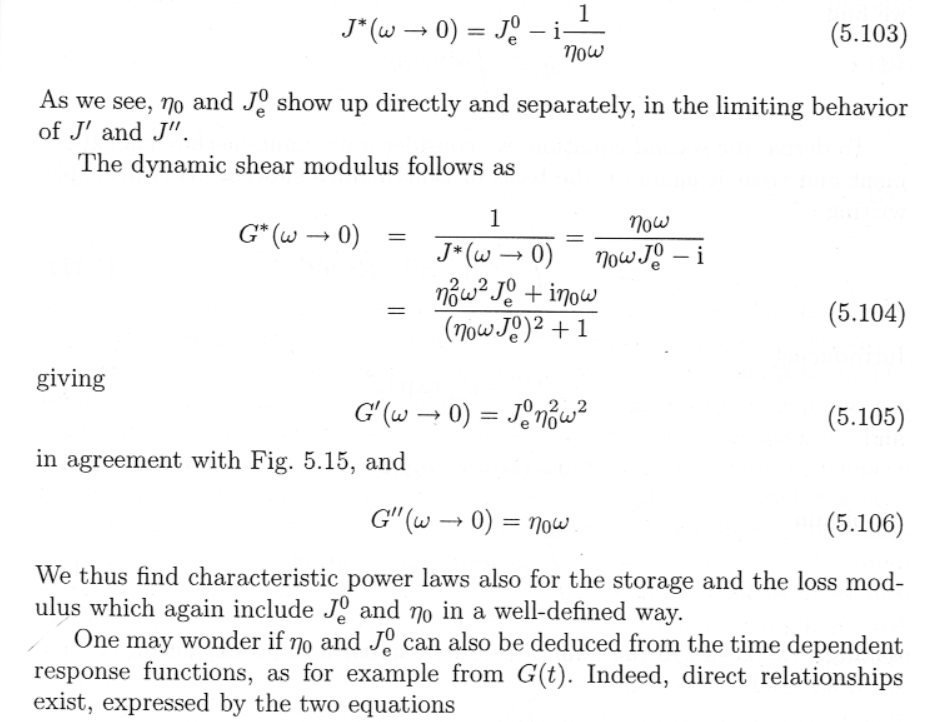 J*(ω → 0) = J_e^0 − i 1/(η_0ω) (5.103)
As we see, η_0 and J_e^0 show up directly and separately, in the limiting behavior
of J′ and J″.
The dynamic shear modulus follows as
G*(ω → 0) = 1/(J*(ω → 0)) = η_0ω/(η_0ωJ_e^0 − i)
= (η_0^2ω^2J_e^0 + iη_0ω)/((η_0ωJ_e^0)^2 + 1) (5.104)
giving
G′(ω → 0) = J_e^0η_0^2ω^2 (5.105)
in agreement with Fig. 5.15, and
G″(ω → 0) = η_0ω (5.106)
We thus find characteristic power laws also for the storage and the loss mod-
ulus which again include J_e^0 and η_0 in a well-defined way.
One may wonder if η_0 and J_e^0 can also be deduced from the time dependent
response functions, as for example from G(t). Indeed, direct relationships
exist, expressed by the two equations